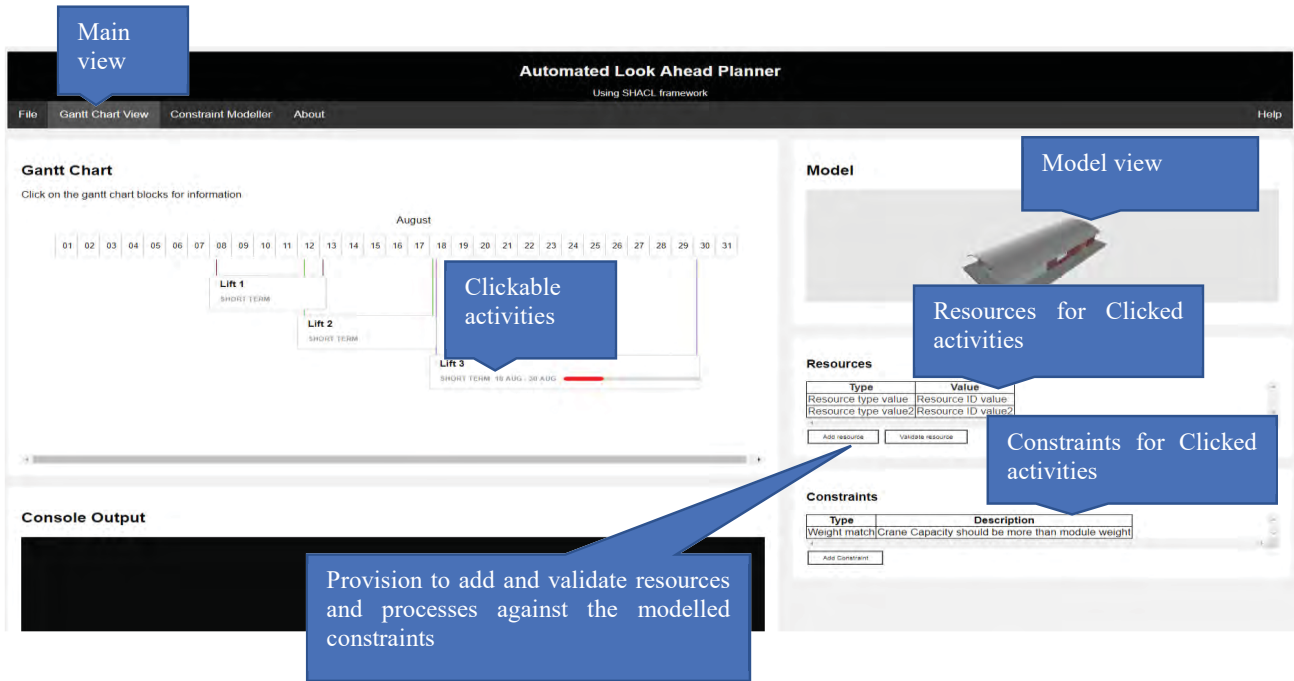 Main
view
Automated Look Ahead Planner
Using SHACL framework
File Gantt Chart View Constraint Modeller About Help
Gantt Chart
Click on the gantt chart blocks for information
August
01 02 03 04 05 06 07 08 09 10 11 12 13 14 15 16 17 18 19 20 21 22 23 24 25 26 27 28 29 30 31
Lift 1
SHORT TERM
Lift 2
SHORT TERM
Clickable
activities
Lift 3
SHORT TERM 18 AUG - 30 AUG
Console Output
Model
Model view
Resources for Clicked
activities
Resources
Type Value
Resource type value Resource ID value
Resource type value2 Resource ID value2
Add resource Validate resource
Constraints for Clicked
activities
Constraints
Type Description
Weight match Crane Capacity should be more than module weight
Add Constraint
Provision to add and validate resources
and processes against the modelled
constraints